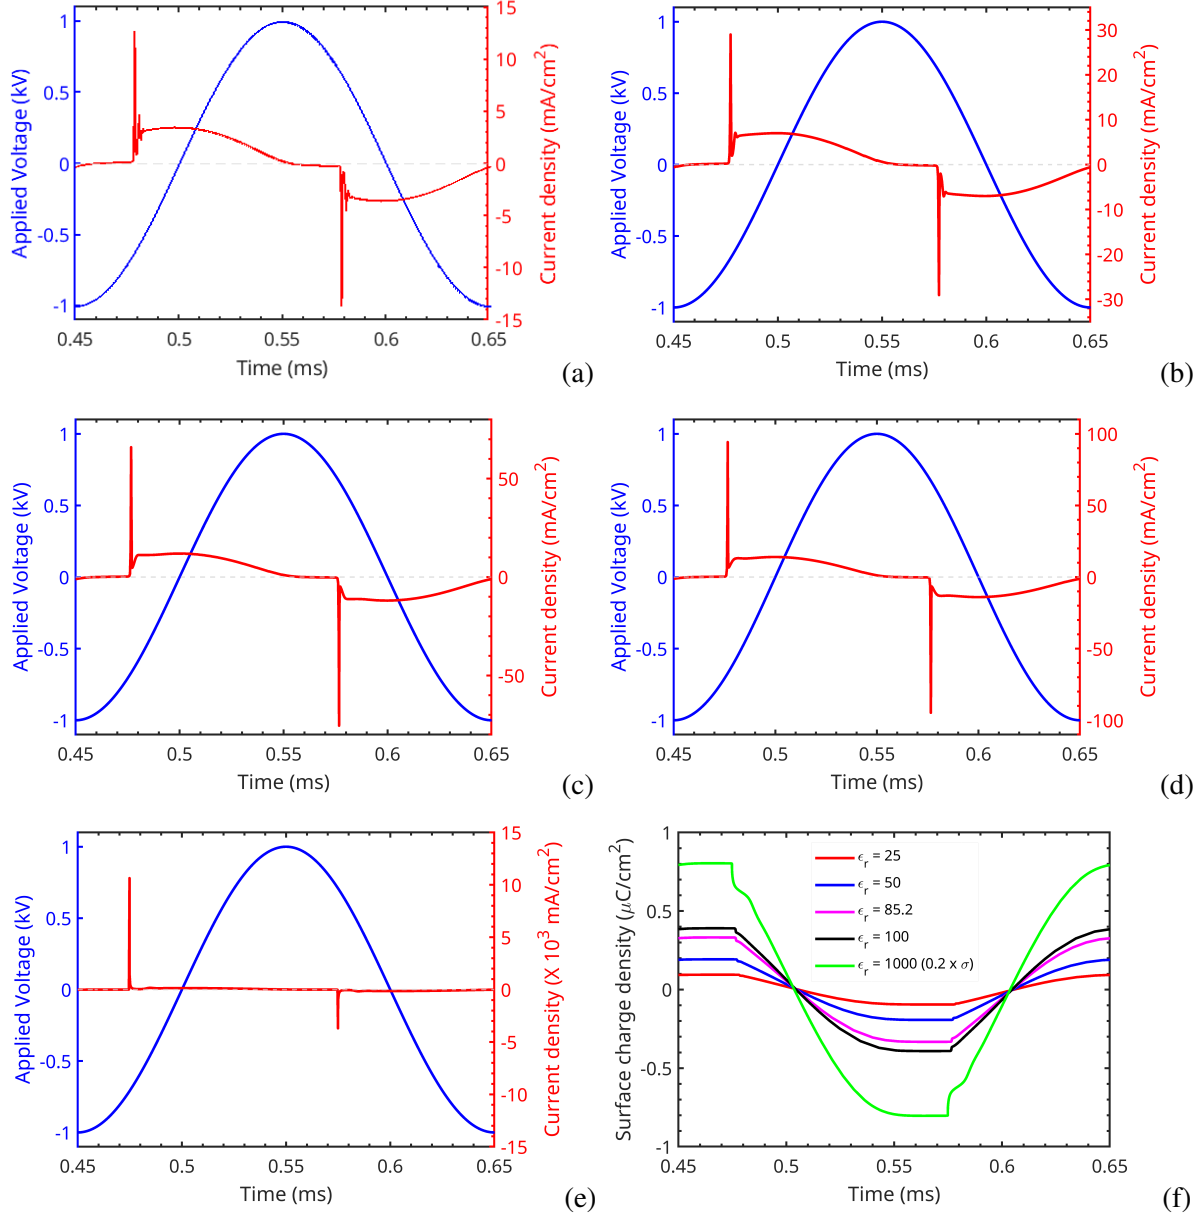 1
0.5
0
-0.5
-1
Applied Voltage (kV)
15
10
5
0
-5
-10
-15
Current density (mA/cm²)
0.45 0.5 0.55 0.6 0.65
Time (ms)
(a)
1
0.5
0
-0.5
-1
Applied Voltage (kV)
30
20
10
0
-10
-20
-30
Current density (mA/cm²)
0.45 0.5 0.55 0.6 0.65
Time (ms)
(b)
1
0.5
0
-0.5
-1
Applied Voltage (kV)
50
0
-50
Current density (mA/cm²)
0.45 0.5 0.55 0.6 0.65
Time (ms)
(c)
1
0.5
0
-0.5
-1
Applied Voltage (kV)
100
50
0
-50
-100
Current density (mA/cm²)
0.45 0.5 0.55 0.6 0.65
Time (ms)
(d)
1
0.5
0
-0.5
-1
Applied Voltage (kV)
15
10
5
0
-5
-10
-15
Current density (X 10³ mA/cm²)
0.45 0.5 0.55 0.6 0.65
Time (ms)
(e)
1
0.5
0
-0.5
-1
Surface charge density (μC/cm²)
ϵr = 25
ϵr = 50
ϵr = 85.2
ϵr = 100
ϵr = 1000 (0.2 x σ)
0.45 0.5 0.55 0.6 0.65
Time (ms)
(f)